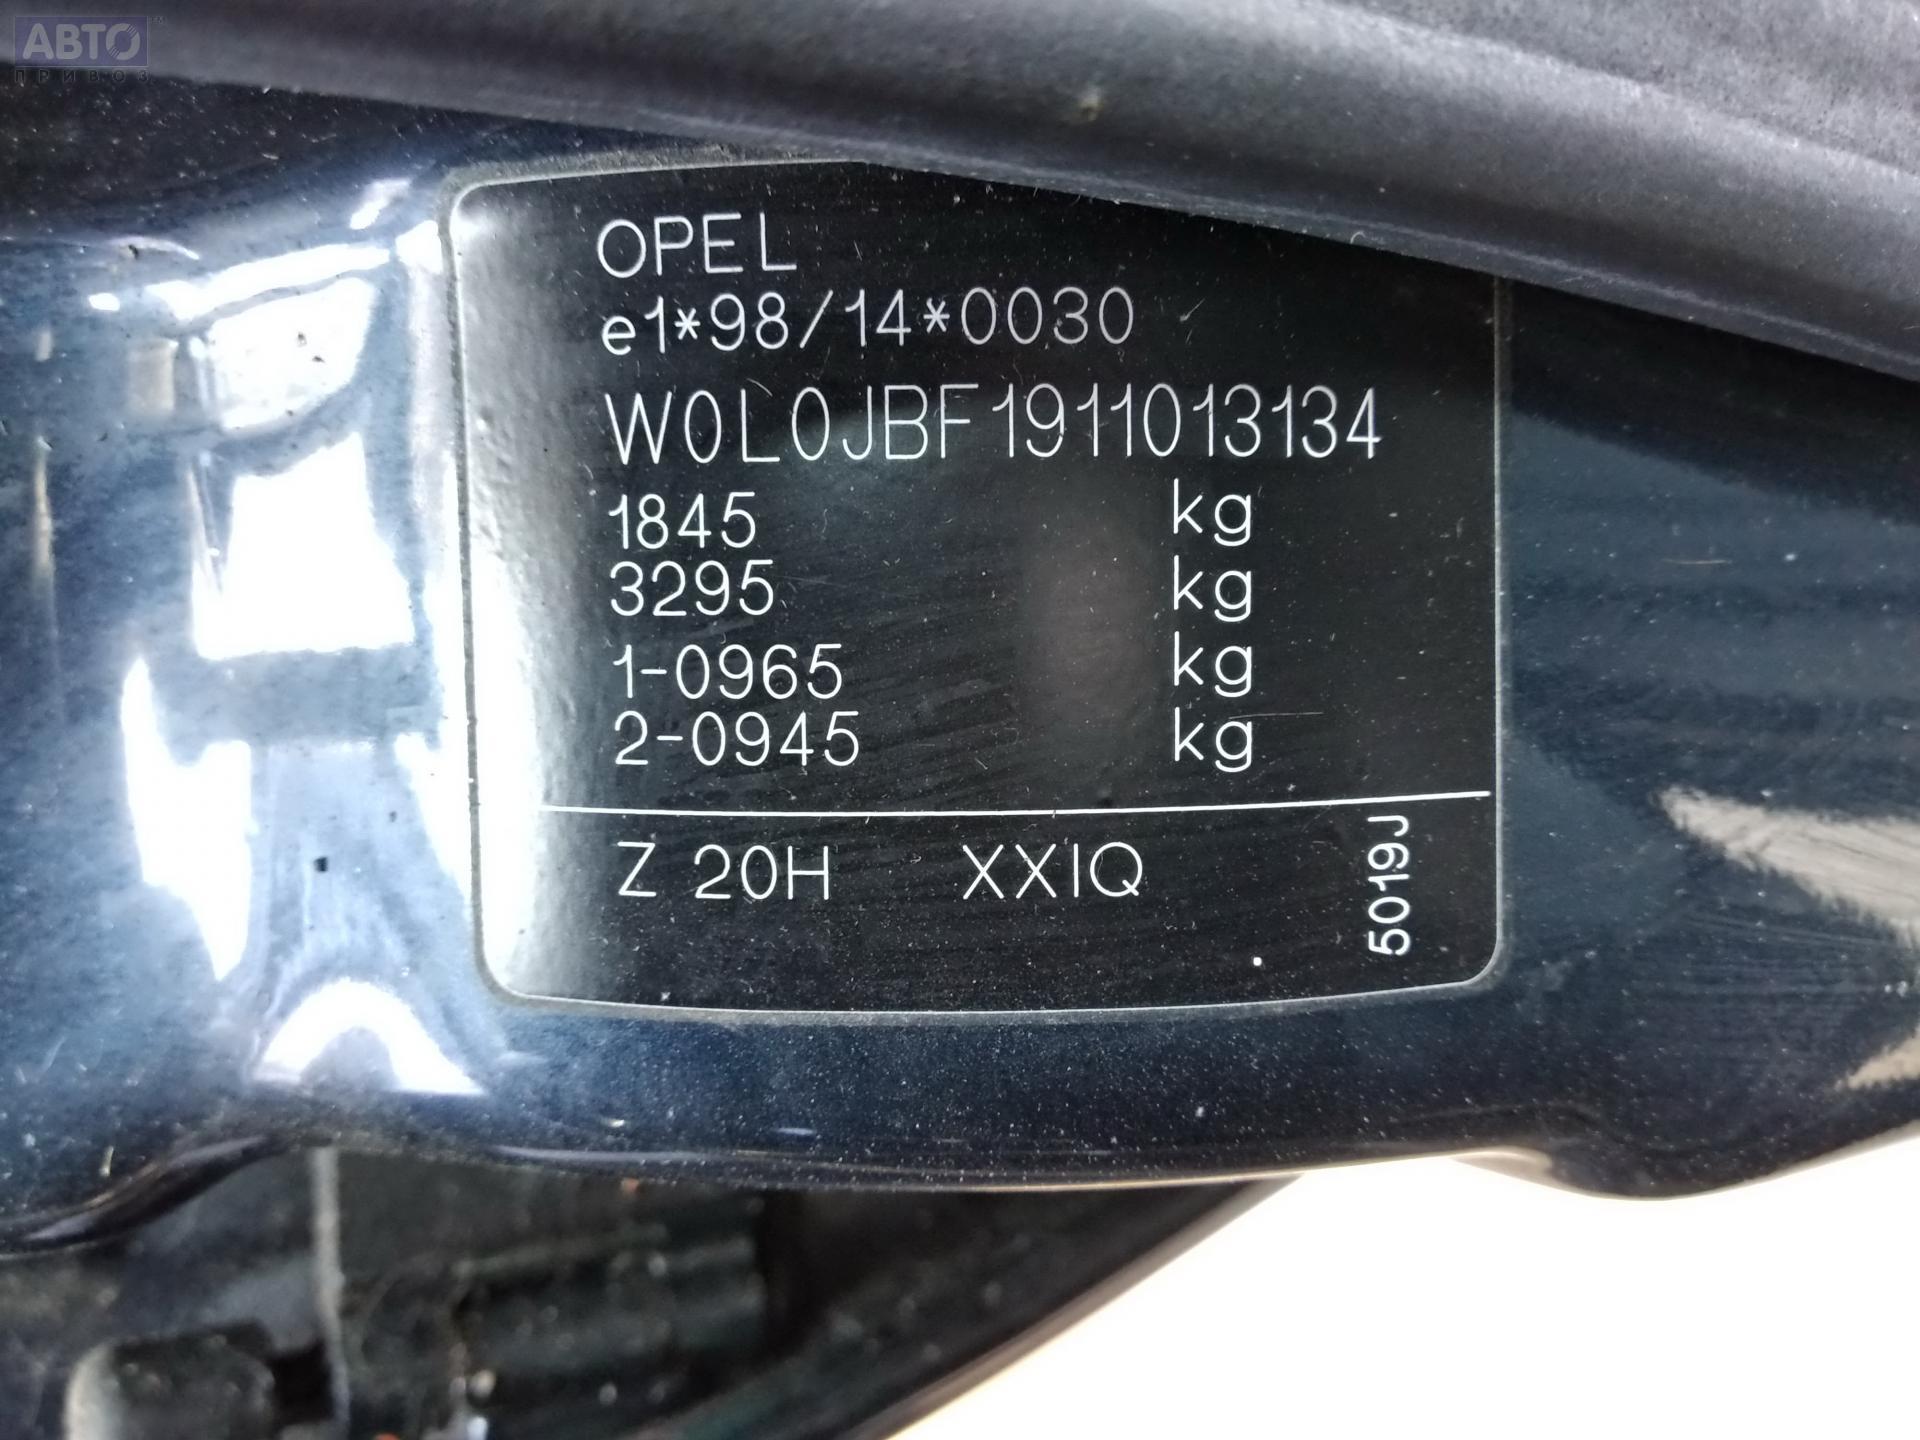 АВТО
ПРИВОЗ
OPEL
e1*98/14*0030
W0L0JBF1911013134
1845 kg
3295 kg
1-0965 kg
2-0945 kg
Z 20H XXIQ
5019J